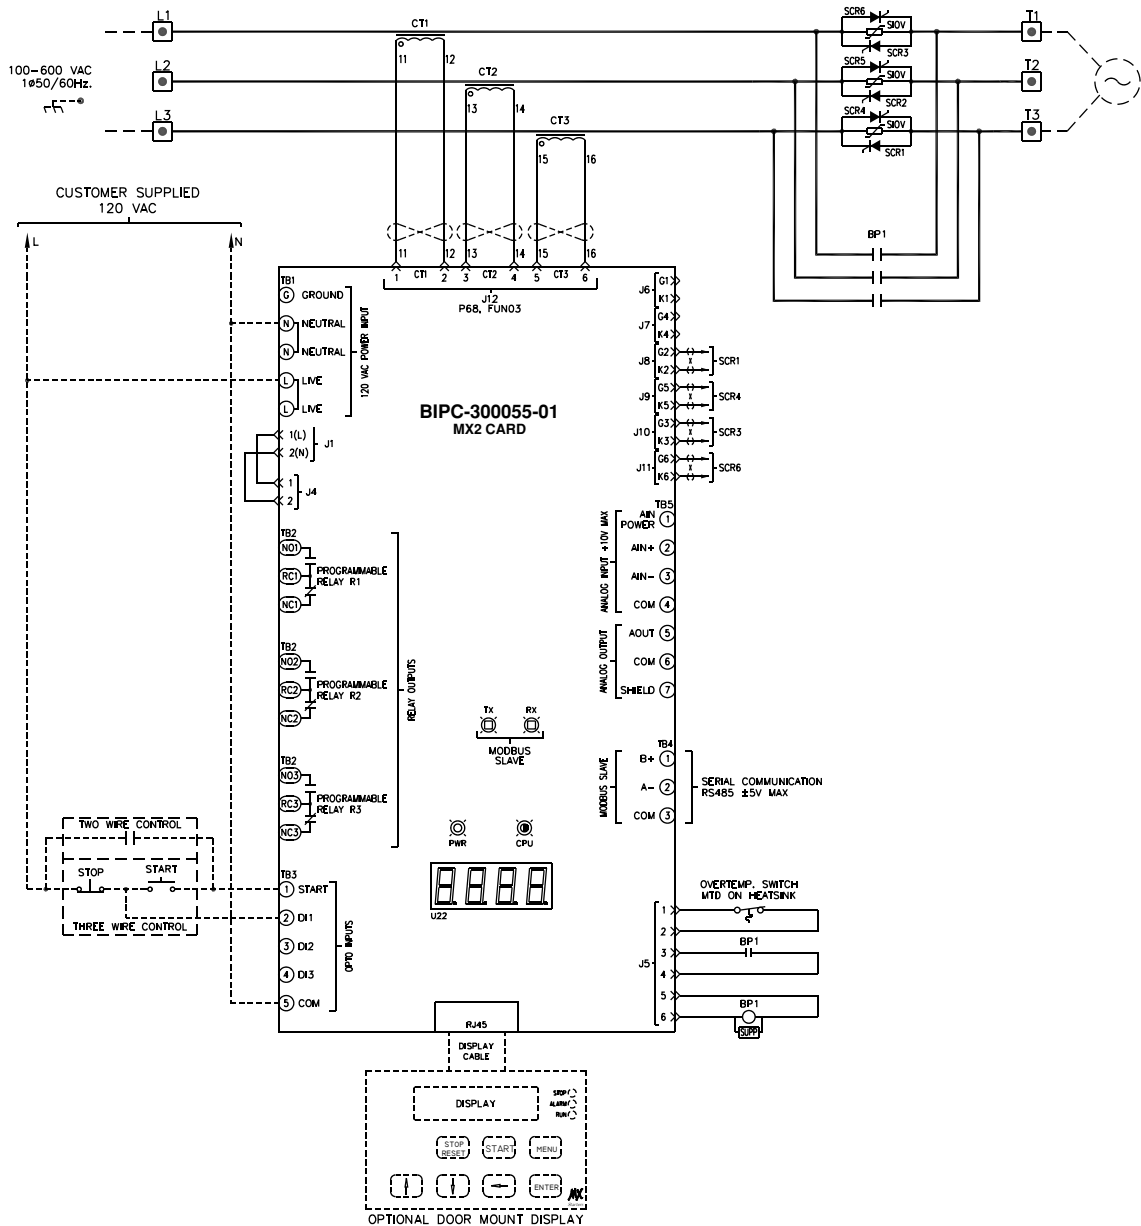 L1
CT1
11
12
SCR6
SIOV
SCR3
T1
100-600 VAC
1ø50/60Hz.
L2
CT2
13
14
SCR5
SIOV
SCR2
T2
L3
CT3
15
16
SCR4
SIOV
SCR1
T3
CUSTOMER SUPPLIED
120 VAC
L
N
BP1
11 12 13 14 15 16
1 CT1 2 3 CT2 4 5 CT3 6
J12
P68, FUN03
TB1
G GROUND
N NEUTRAL
N NEUTRAL
L LIVE
L LIVE
120 VAC POWER INPUT
1(L)
2(N)
J1
1
2
J4
BIPC-300055-01
MX2 CARD
J6
G1
K1
J7
G4
K4
J8
G2
K2
X
SCR1
J9
G5
K5
X
SCR4
J10
G3
K3
X
SCR3
J11
G6
K6
X
SCR6
TB5
AIN
POWER 1
AIN+ 2
AIN- 3
COM 4
ANALOG INPUT +10V MAX
AOUT 5
COM 6
SHIELD 7
ANALOG OUTPUT
TB2
NO1
RC1
NC1
PROGRAMMABLE
RELAY R1
TB2
NO2
RC2
NC2
PROGRAMMABLE
RELAY R2
TB2
NO3
RC3
NC3
PROGRAMMABLE
RELAY R3
RELAY OUTPUTS
TX
RX
MODBUS
SLAVE
TB4
B+ 1
A- 2
COM 3
MODBUS SLAVE
SERIAL COMMUNICATION
RS485 ±5V MAX
PWR
CPU
8.8.8.8.
U22
TWO WIRE CONTROL
STOP
START
THREE WIRE CONTROL
TB3
1 START
2 DI1
3 DI2
4 DI3
5 COM
OPTO INPUTS
OVERTEMP. SWITCH
MTD ON HEATSINK
J5
1
2
3
4
5
6
BP1
BP1
SUPP
RJ45
DISPLAY
CABLE
DISPLAY
STOP
ALARM
RUN
STOP
RESET
START
MENU
ENTER
MX
OPTIONAL DOOR MOUNT DISPLAY